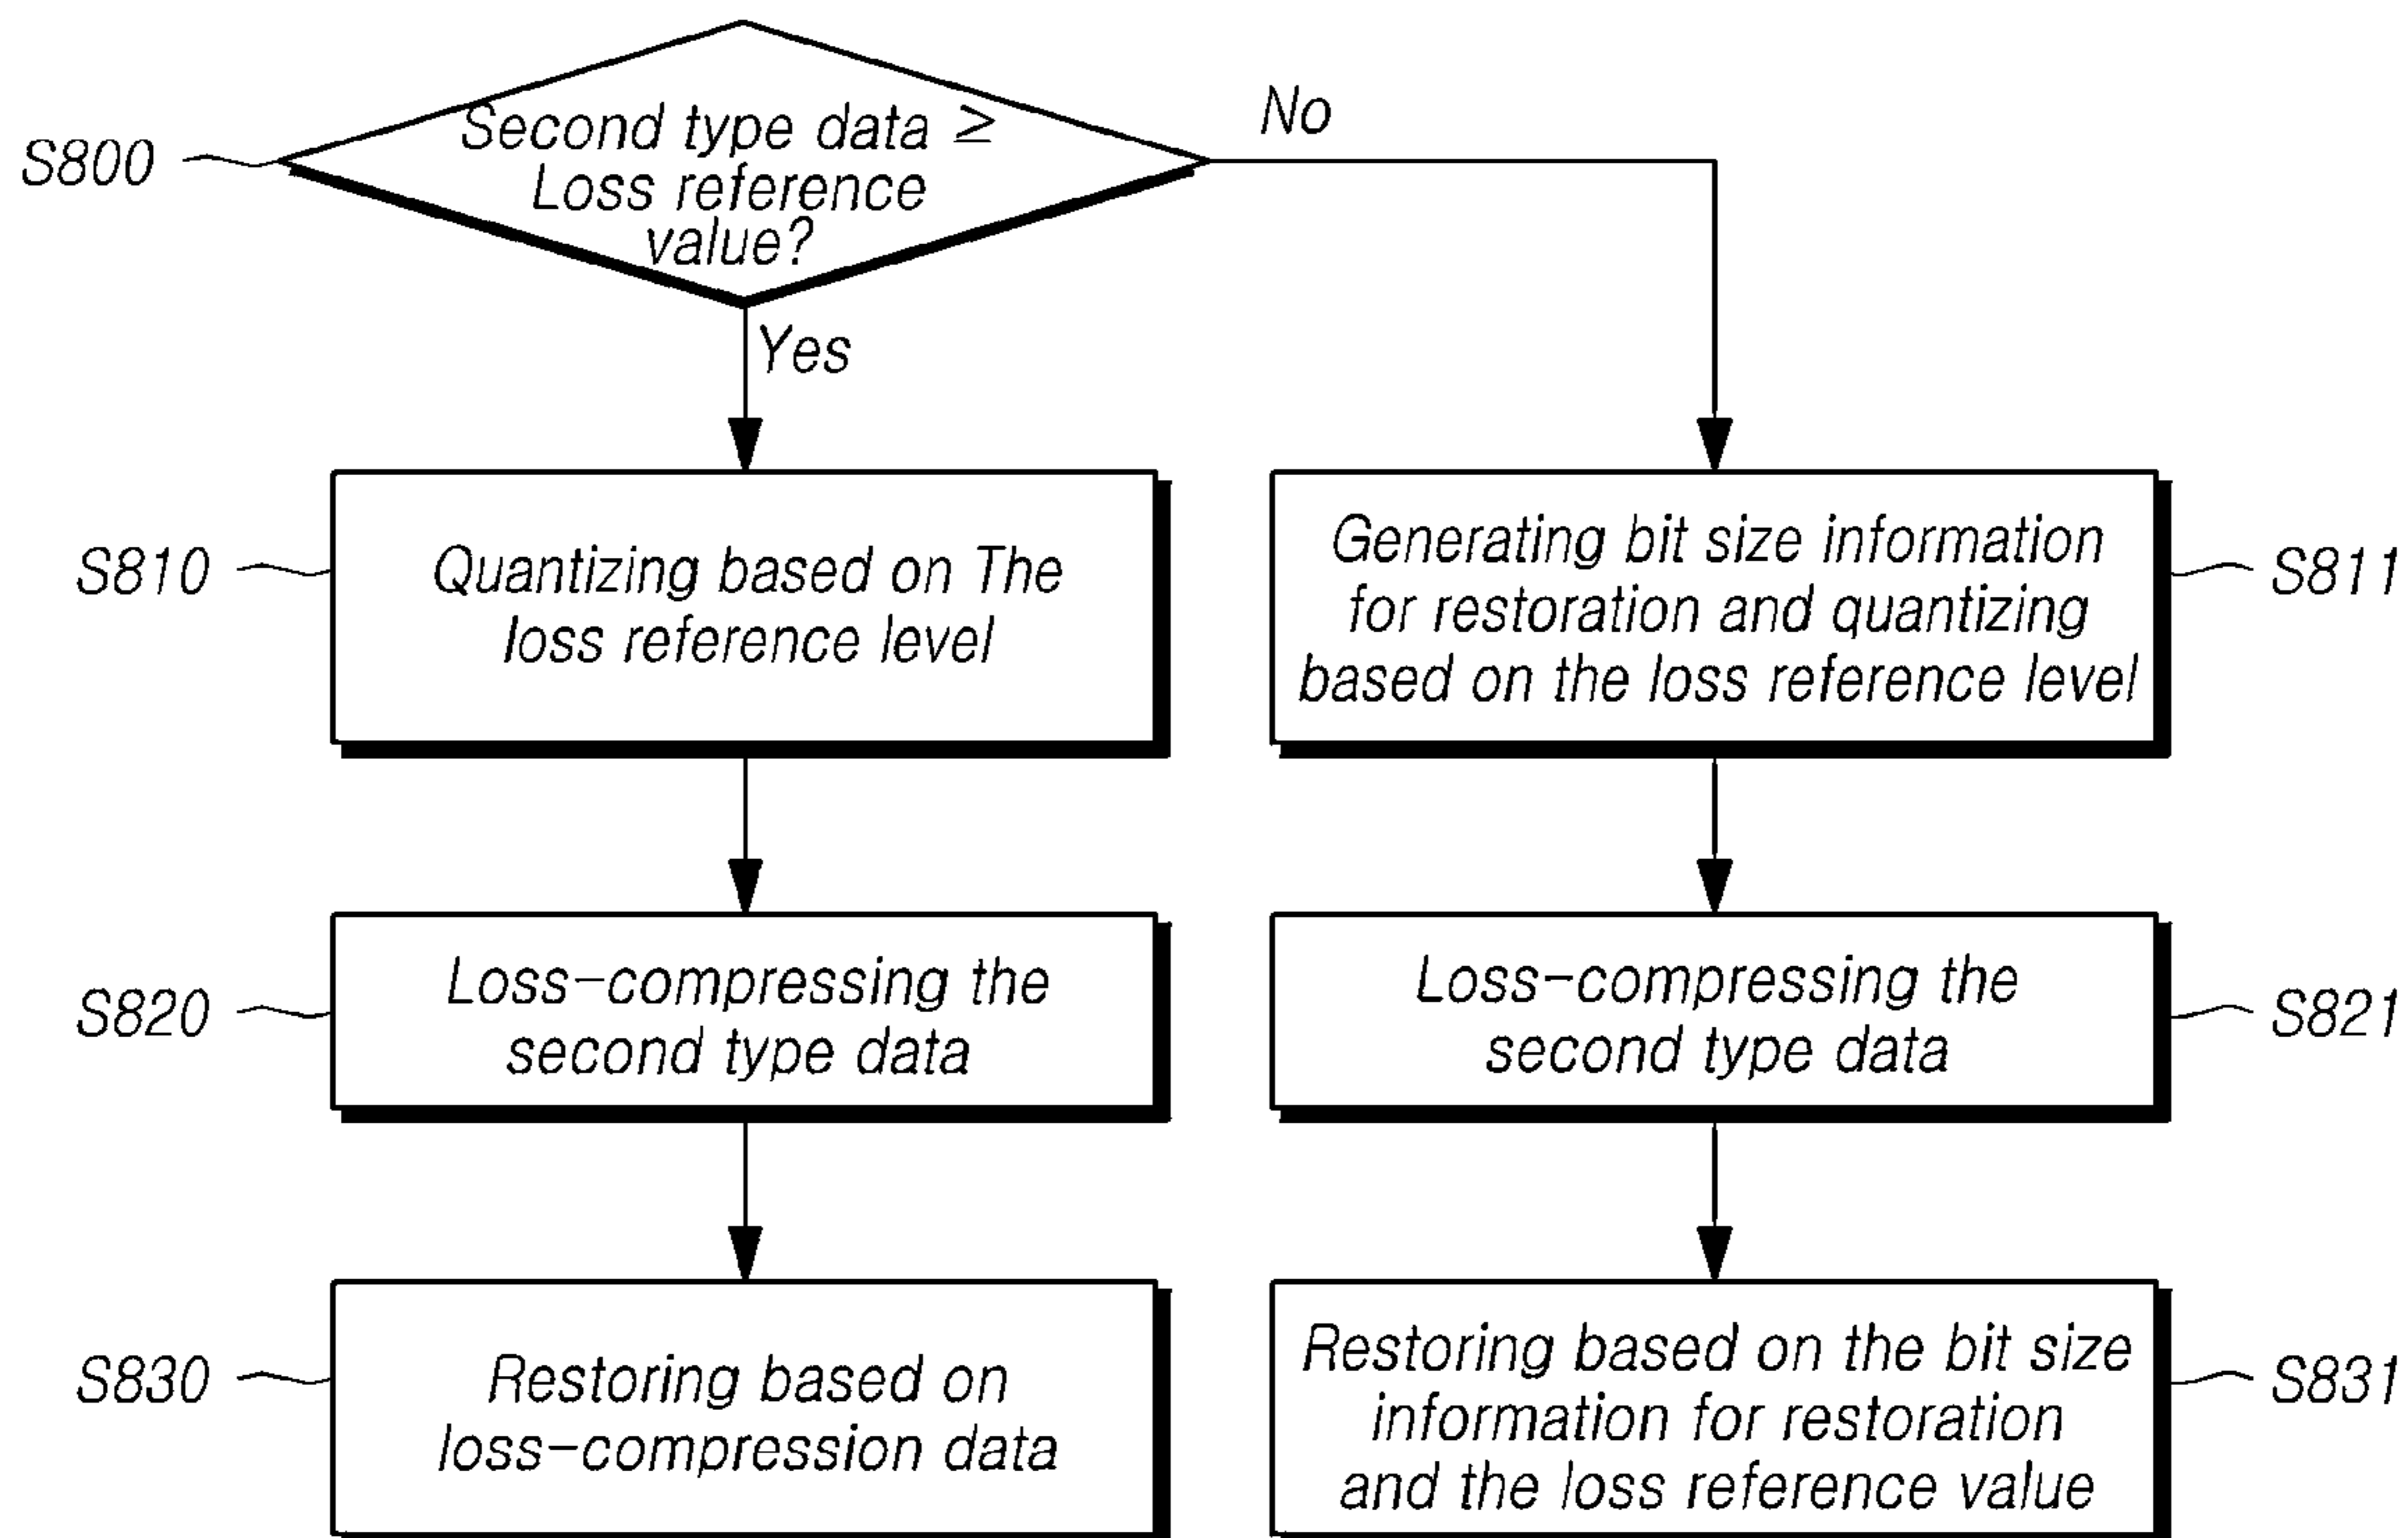 S800
Second type data ≥
Loss reference
value?
No
Yes
S810
Quantizing based on The
loss reference level
Generating bit size information
for restoration and quantizing
based on the loss reference level
S811
S820
Loss-compressing the
second type data
Loss-compressing the
second type data
S821
S830
Restoring based on
loss-compression data
Restoring based on the bit size
information for restoration
and the loss reference value
S831